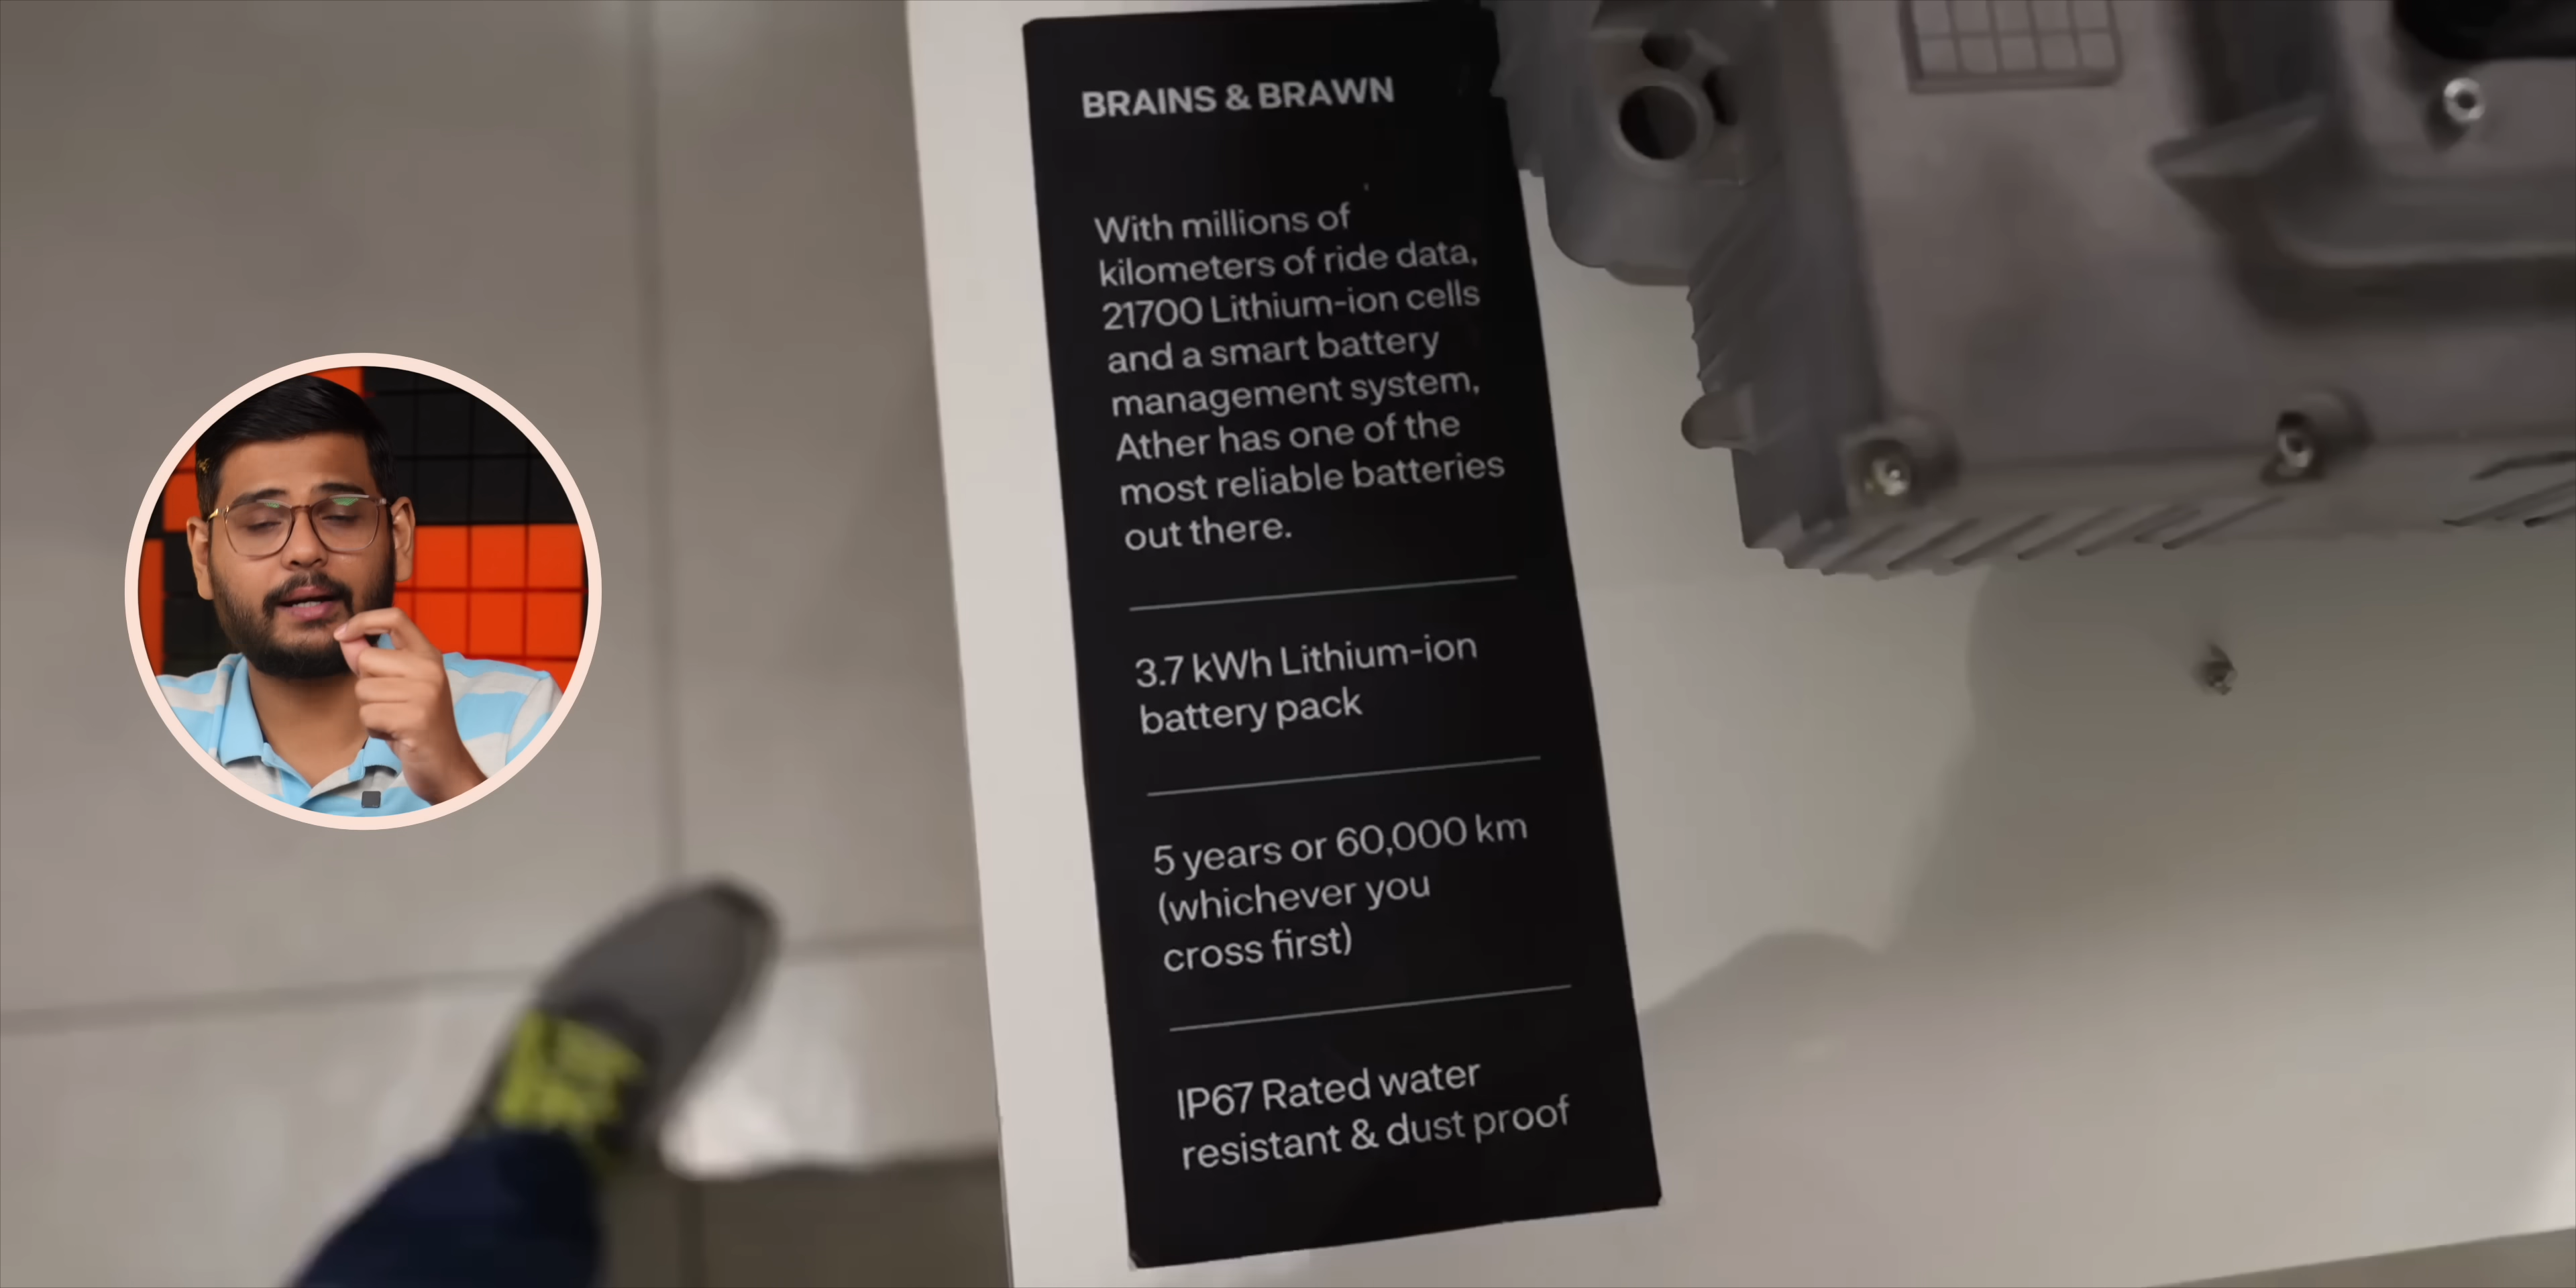 BRAINS & BRAWN
With millions of
kilometers of ride data,
21700 Lithium-ion cells
and a smart battery
management system,
Ather has one of the
most reliable batteries
out there.
3.7 kWh Lithium-ion
battery pack
5 years or 60,000 km
(whichever you
cross first)
IP67 Rated water
resistant & dust proof